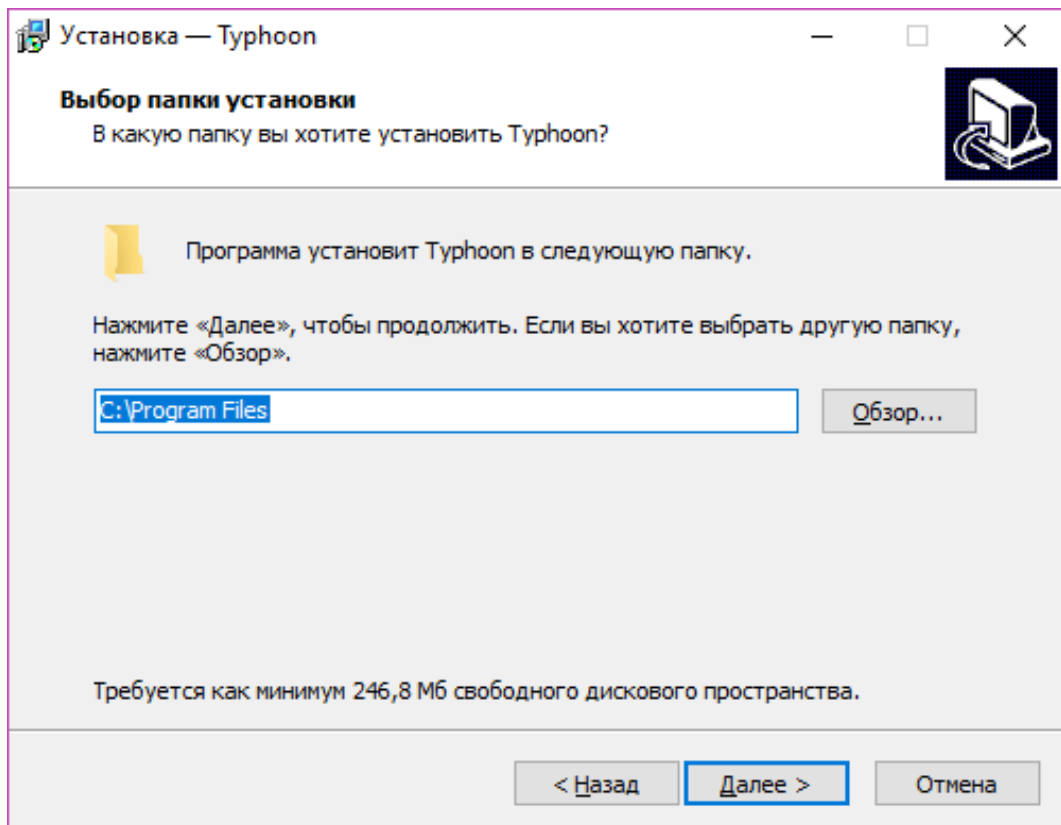 Установка — Typhoon
Выбор папки установки
В какую папку вы хотите установить Typhoon?
Программа установит Typhoon в следующую папку.
Нажмите «Далее», чтобы продолжить. Если вы хотите выбрать другую папку,
нажмите «Обзор».
C:\Program Files
Обзор...
Требуется как минимум 246,8 Мб свободного дискового пространства.
< Назад
Далее >
Отмена